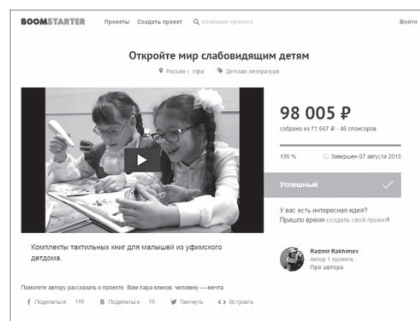 BOOMSTARTER Проекты Создать проект Название проекта Войти
Откройте мир слабовидящим детям
Россия г. Уфа Детская литература
98 005 ₽
собрано из 71 667 ₽ · 46 спонсоров
136 % Завершен 07 августа 2015
Успешный
У вас есть интересная идея?
Пришло время создать свой проект!
Комплекты тактильных книг для малышей из уфимского
детдома.
Radmir Rakhimov
Автор 1 проекта
Про автора
Помогите автору рассказать о проекте. Вам пара кликов, человеку — мечта.
Поделиться 119 Поделиться 16 Твитнуть Встроить